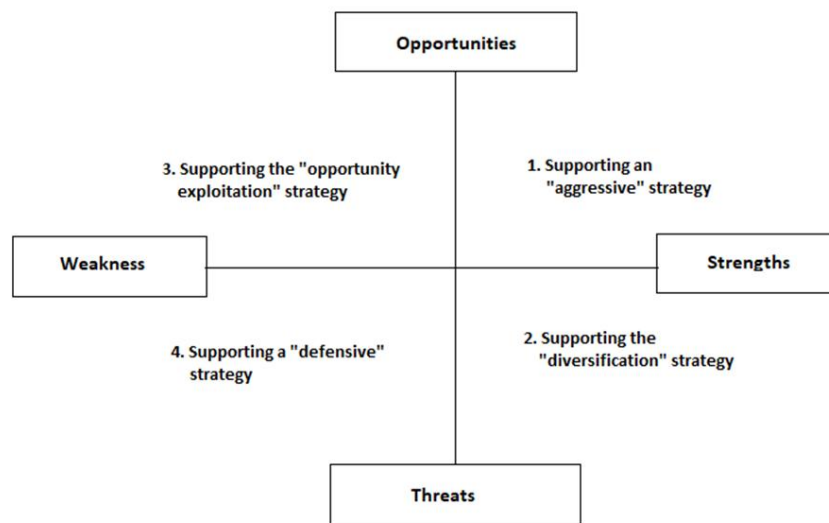 Opportunities
3. Supporting the "opportunity
exploitation" strategy
1. Supporting an
"aggressive" strategy
Weakness
Strengths
4. Supporting a "defensive"
strategy
2. Supporting the
"diversification" strategy
Threats